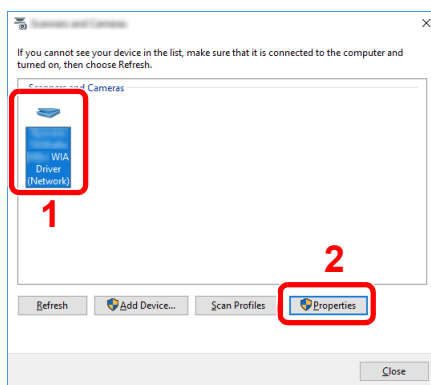 If you cannot see your device in the list, make sure that it is connected to the computer and
turned on, then choose Refresh.
Scanners and Cameras
WIA
Driver
(Network)
1
2
Refresh
Add Device...
Scan Profiles
Properties
Close